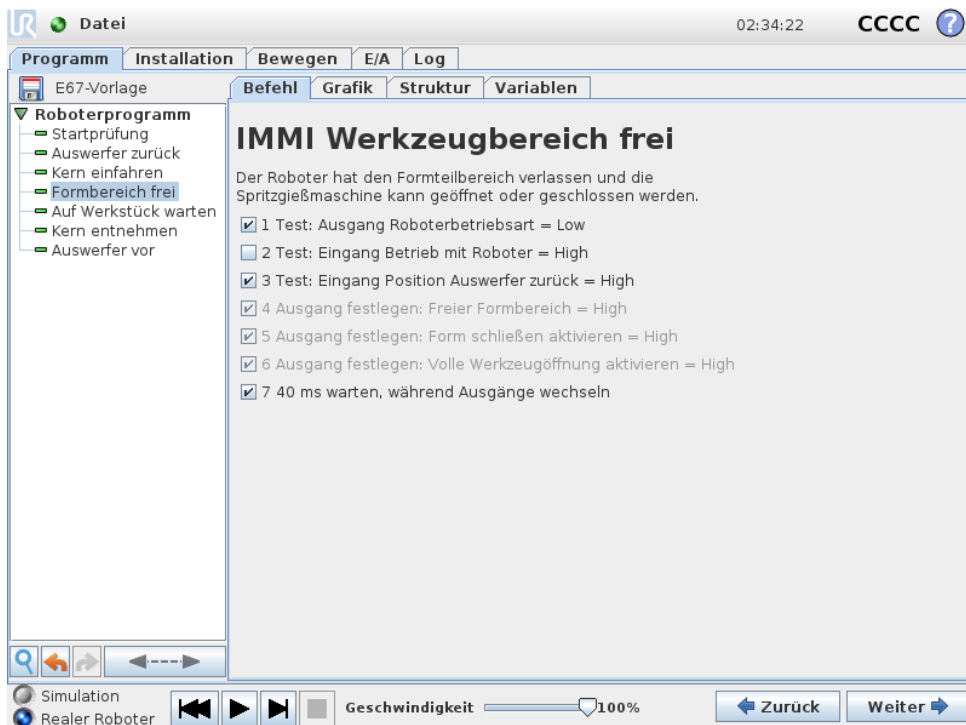 UR Datei 02:34:22 CCCC ?
Programm Installation Bewegen E/A Log
E67-Vorlage Befehl Grafik Struktur Variablen
Roboterprogramm
Startprüfung
Auswerfer zurück
Kern einfahren
Formbereich frei
Auf Werkstück warten
Kern entnehmen
Auswerfer vor
IMMI Werkzeugbereich frei
Der Roboter hat den Formteilbereich verlassen und die
Spritzgießmaschine kann geöffnet oder geschlossen werden.
1 Test: Ausgang Roboterbetriebsart = Low
2 Test: Eingang Betrieb mit Roboter = High
3 Test: Eingang Position Auswerfer zurück = High
4 Ausgang festlegen: Freier Formbereich = High
5 Ausgang festlegen: Form schließen aktivieren = High
6 Ausgang festlegen: Volle Werkzeugöffnung aktivieren = High
7 40 ms warten, während Ausgänge wechseln
Simulation
Realer Roboter
Geschwindigkeit 100% Zurück Weiter